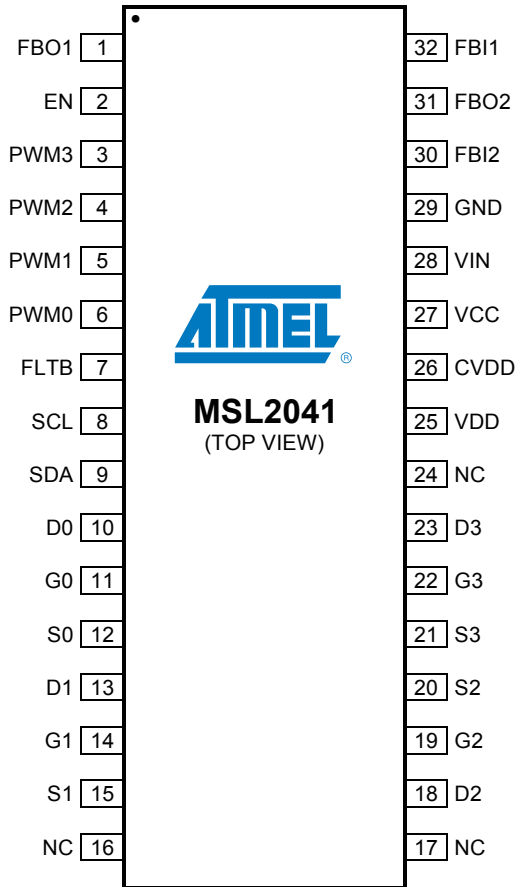 FBO1 1 32 FBI1
EN 2 31 FBO2
PWM3 3 30 FBI2
PWM2 4 29 GND
PWM1 5 28 VIN
PWM0 6 27 VCC
ATMEL ®
FLTB 7 26 CVDD
MSL2041
SCL 8 25 VDD
(TOP VIEW)
SDA 9 24 NC
D0 10 23 D3
G0 11 22 G3
S0 12 21 S3
D1 13 20 S2
G1 14 19 G2
S1 15 18 D2
NC 16 17 NC